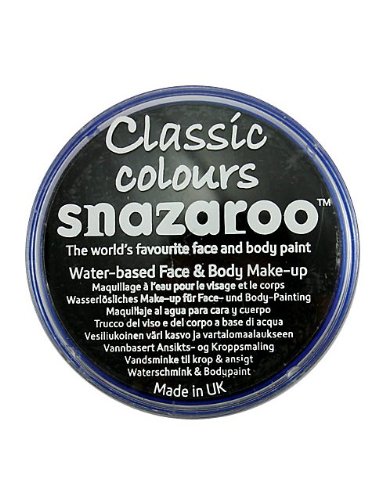 Classic
colours
snazaroo™
The world's favourite face and body paint
Water-based Face & Body Make-up
Maquillage à l'eau pour le visage et le corps
Wasserlösliches Make-up für Face- und Body-Painting
Maquillaje al agua para cara y cuerpo
Trucco del viso e del corpo a base di acqua
Vesiliukoinen väri kasvo ja vartalomaalaukseen
Vannbasert Ansikts- og Kroppsmaling
Vandsminke til krop & ansigt
Waterschmink & Bodypaint
Made in UK